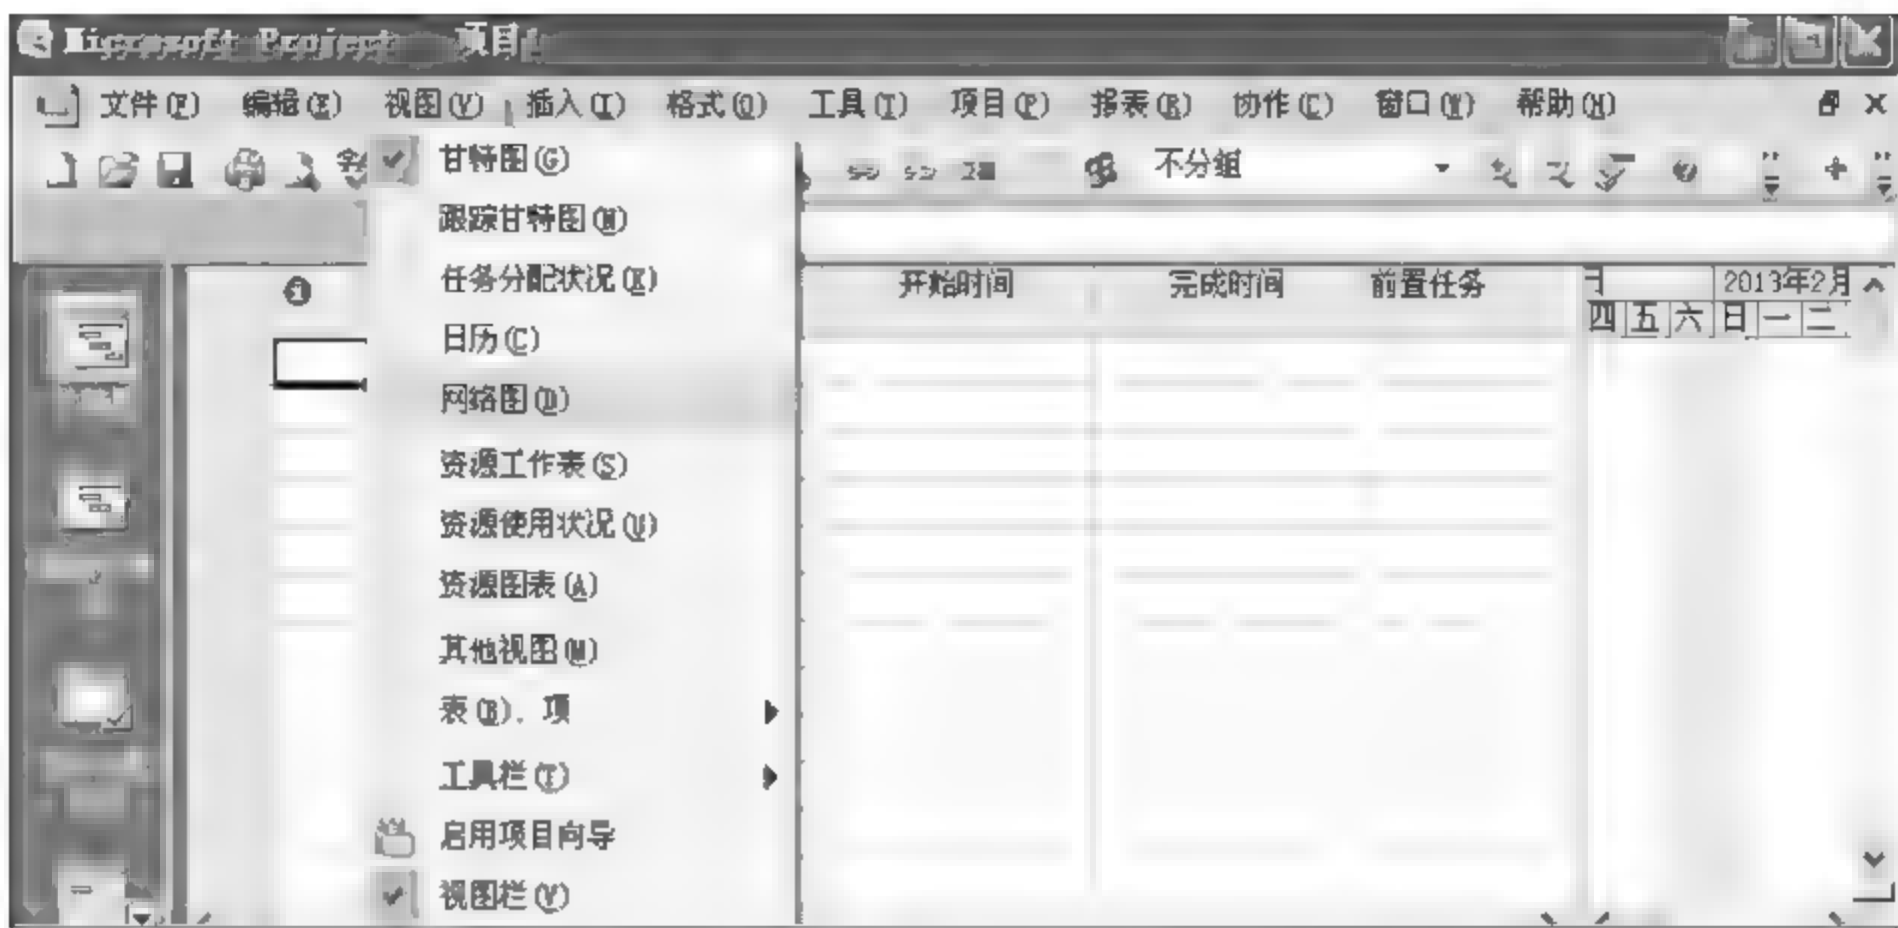 Microsoft Project - 项目
文件(F) 编辑(E) 视图(V) 插入(I) 格式(O) 工具(T) 项目(P) 报表(R) 协作(C) 窗口(W) 帮助(H)
不分组
甘特图(G)
跟踪甘特图(N)
任务分配状况(K)
日历(C)
网络图(D)
资源工作表(S)
资源使用状况(U)
资源图表(A)
其他视图(M)
表(B), 项
工具栏(T)
启用项目向导
视图栏(V)
开始时间 完成时间 前置任务
日 2013年2月
四 五 六 日 一 二